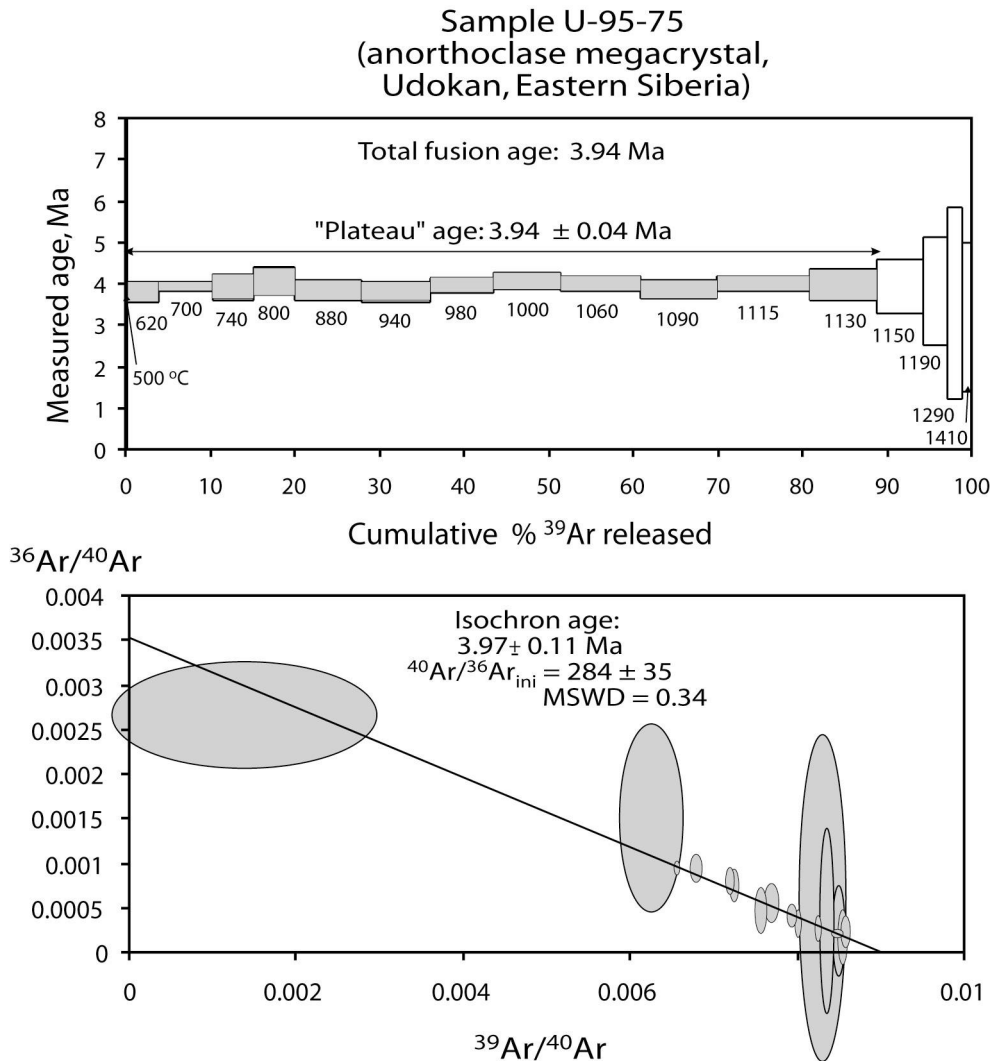 Sample U-95-75
(anorthoclase megacrystal,
Udokan, Eastern Siberia)
Total fusion age: 3.94 Ma
"Plateau" age: 3.94 ± 0.04 Ma
Measured age, Ma
8
7
6
5
4
3
2
1
0
620
700
740
800
880
940
980
1000
1060
1090
1115
1130
1150
1190
1290
1410
500 °C
0 10 20 30 40 50 60 70 80 90 100
Cumulative % ³⁹Ar released
³⁶Ar/⁴⁰Ar
0.004
0.0035
0.003
0.0025
0.002
0.0015
0.001
0.0005
0
Isochron age:
3.97± 0.11 Ma
⁴⁰Ar/³⁶Arᵢₙᵢ = 284 ± 35
MSWD = 0.34
0 0.002 0.004 0.006 0.01
³⁹Ar/⁴⁰Ar